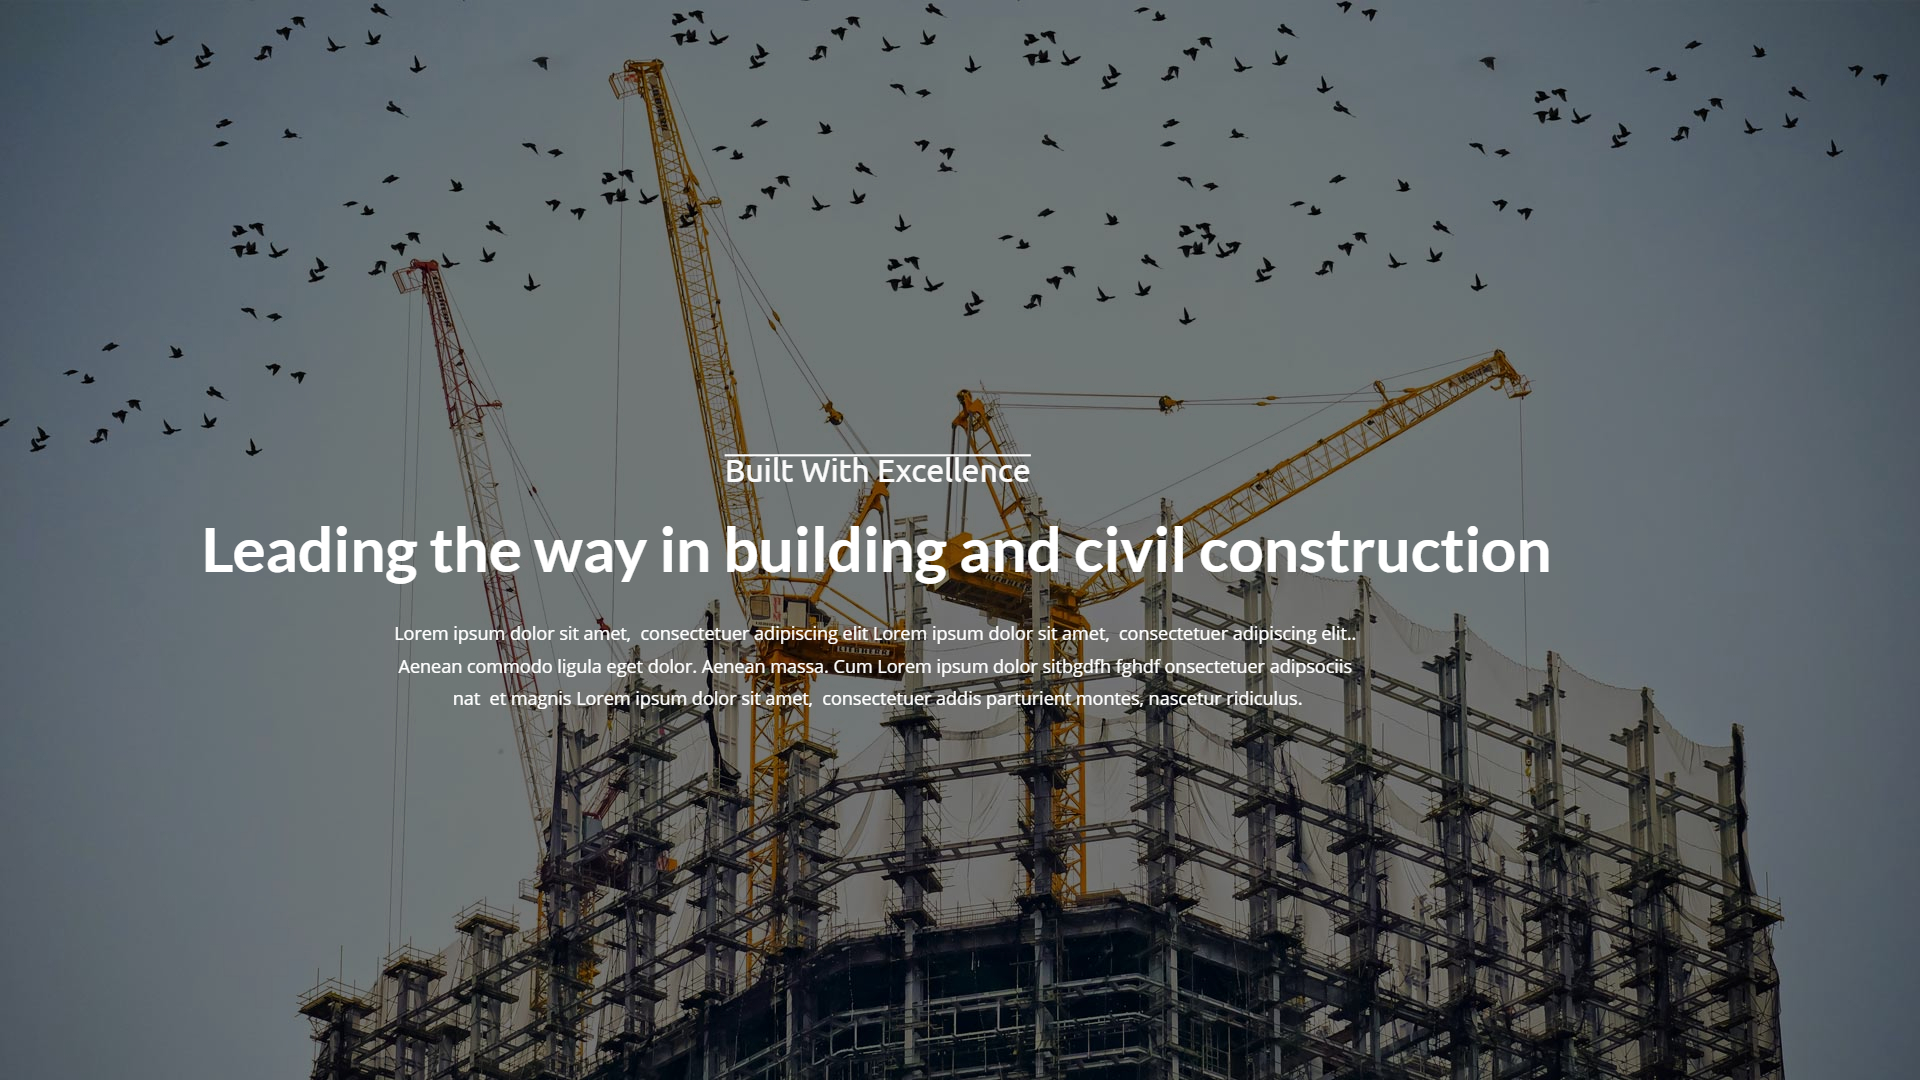 Built With Excellence
Leading the way in building and civil construction
Lorem ipsum dolor sit amet,  consectetuer adipiscing elit Lorem ipsum dolor sit amet,  consectetuer adipiscing elit..
Aenean commodo ligula eget dolor. Aenean massa. Cum Lorem ipsum dolor sitbgdfh fghdf onsectetuer adipsociis
nat  et magnis Lorem ipsum dolor sit amet,  consectetuer addis parturient montes, nascetur ridiculus.
LIEBHERR